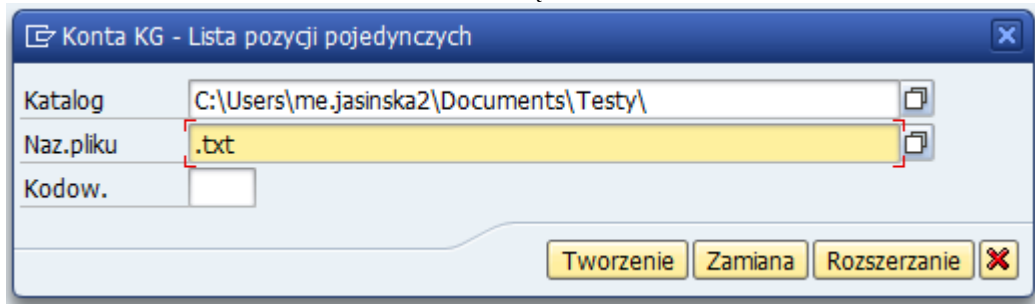 Konta KG - Lista pozycji pojedynczych
Katalog C:\Users\me.jasinska2\Documents\Testy\
Naz.pliku .txt
Kodow.
Tworzenie Zamiana Rozszerzanie